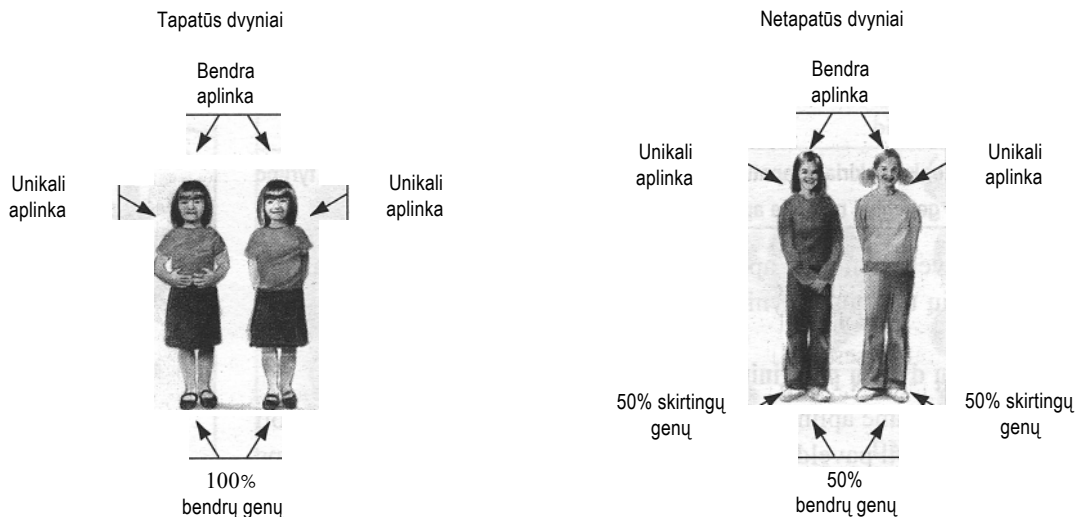 Tapatūs dvyniai
Bendra
aplinka
Unikali
aplinka
Unikali
aplinka
100%
bendrų genų
Netapatūs dvyniai
Bendra
aplinka
Unikali
aplinka
Unikali
aplinka
50% skirtingų
genų
50% skirtingų
genų
50%
bendrų genų